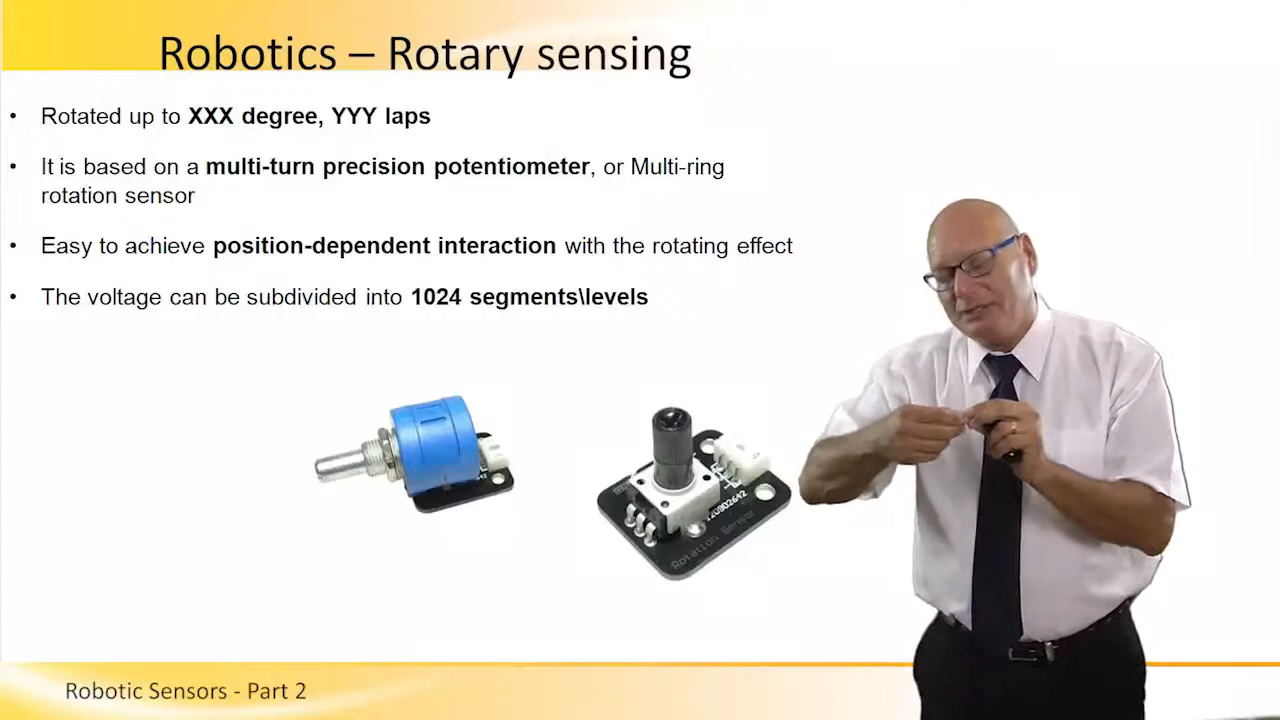 Robotics – Rotary sensing
• Rotated up to XXX degree, YYY laps
• It is based on a multi-turn precision potentiometer, or Multi-ring
rotation sensor
• Easy to achieve position-dependent interaction with the rotating effect
• The voltage can be subdivided into 1024 segments\levels
Rotation Sensor
Robotic Sensors - Part 2